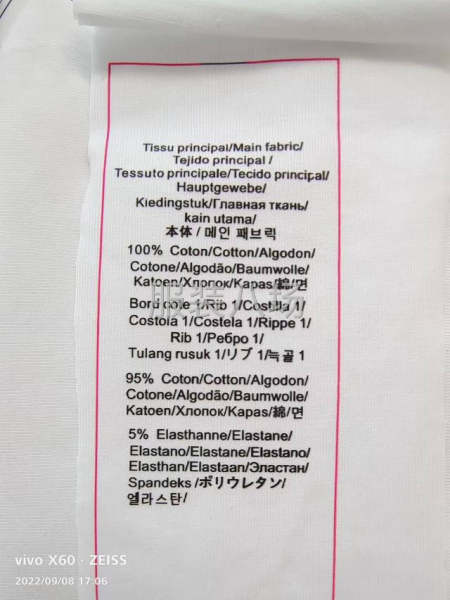 Tissu principal/Main fabric/
Tejido principal /
Tessuto principale/Tecido principal/
Hauptgewebe/
Kledingstuk/Главная ткань/
kain utama/
本体 / 메인 패브릭
100% Coton/Cotton/Algodon/
Cotone/Algodão/Baumwolle/
Katoen/Хлопок/Kapas/綿/면
Bord cote 1/Rib 1/Costilla 1/
Costola 1/Costela 1/Rippe 1/
Rib 1/Ребро 1/
Tulang rusuk 1/リブ 1/늑골 1
服装八场
95% Coton/Cotton/Algodon/
Cotone/Algodão/Baumwolle/
Katoen/Хлопок/Kapas/綿/면
5% Elasthanne/Elastane/
Elastano/Elastane/Elastano/
Elasthan/Elastaan/Эластан/
Spandeks /ポリウレタン/
엘라스탄/
vivo X60 · ZEISS
2022/09/08 17:06